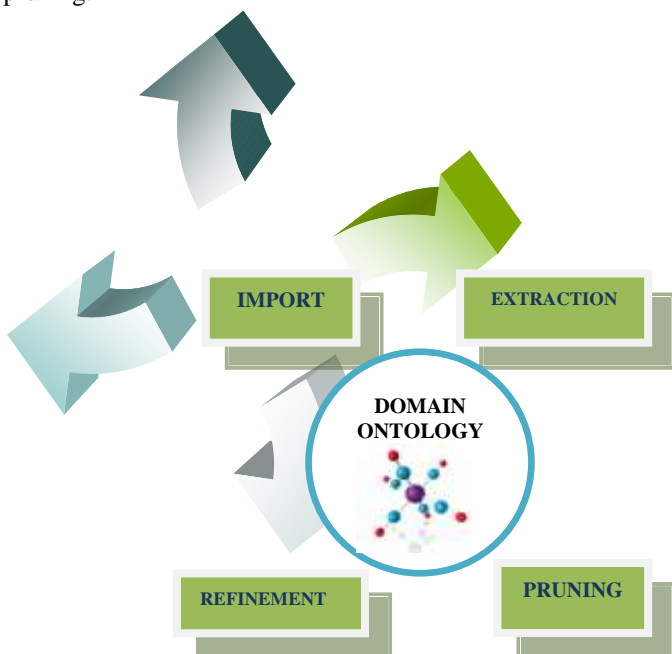 IMPORT
EXTRACTION
DOMAIN
ONTOLOGY
REFINEMENT
PRUNING